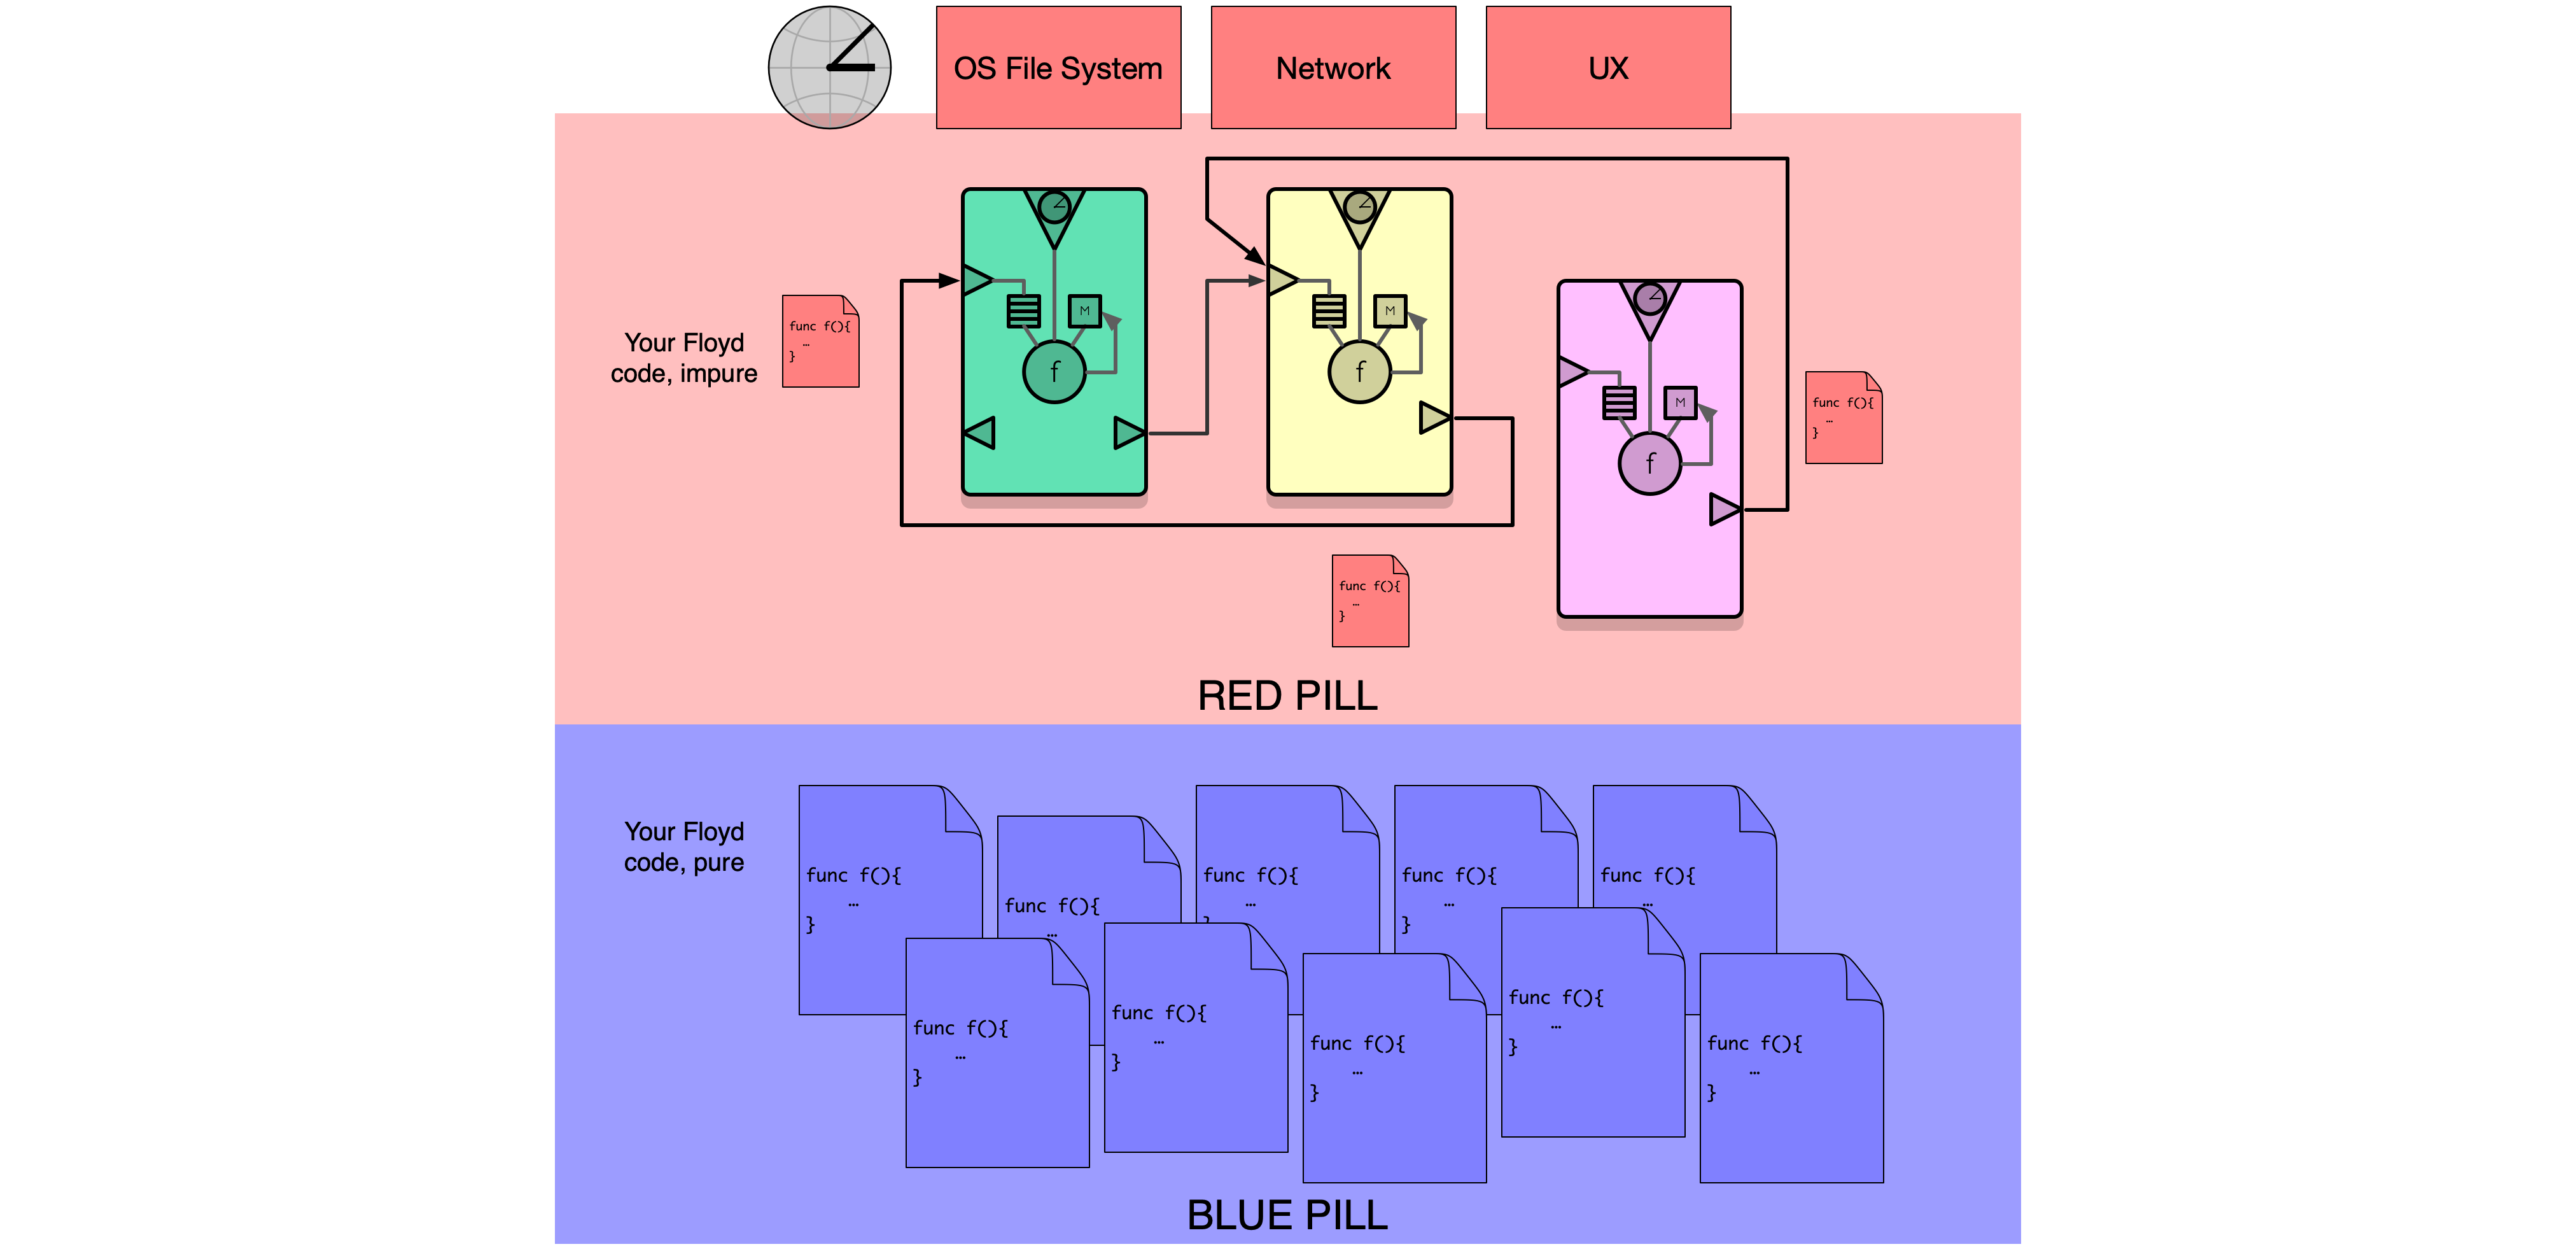 OS File System
Network
UX
Your Floyd
code, impure
func f(){
…
}
M
f
M
f
M
f
func f(){
…
}
func f(){
…
}
RED PILL
Your Floyd
code, pure
func f(){
…
}
func f(){
…
func f(){
…
}
func f(){
…
}
func f(){
…
func f(){
…
}
func f(){
…
}
func f(){
…
}
func f(){
…
}
func f(){
…
}
BLUE PILL